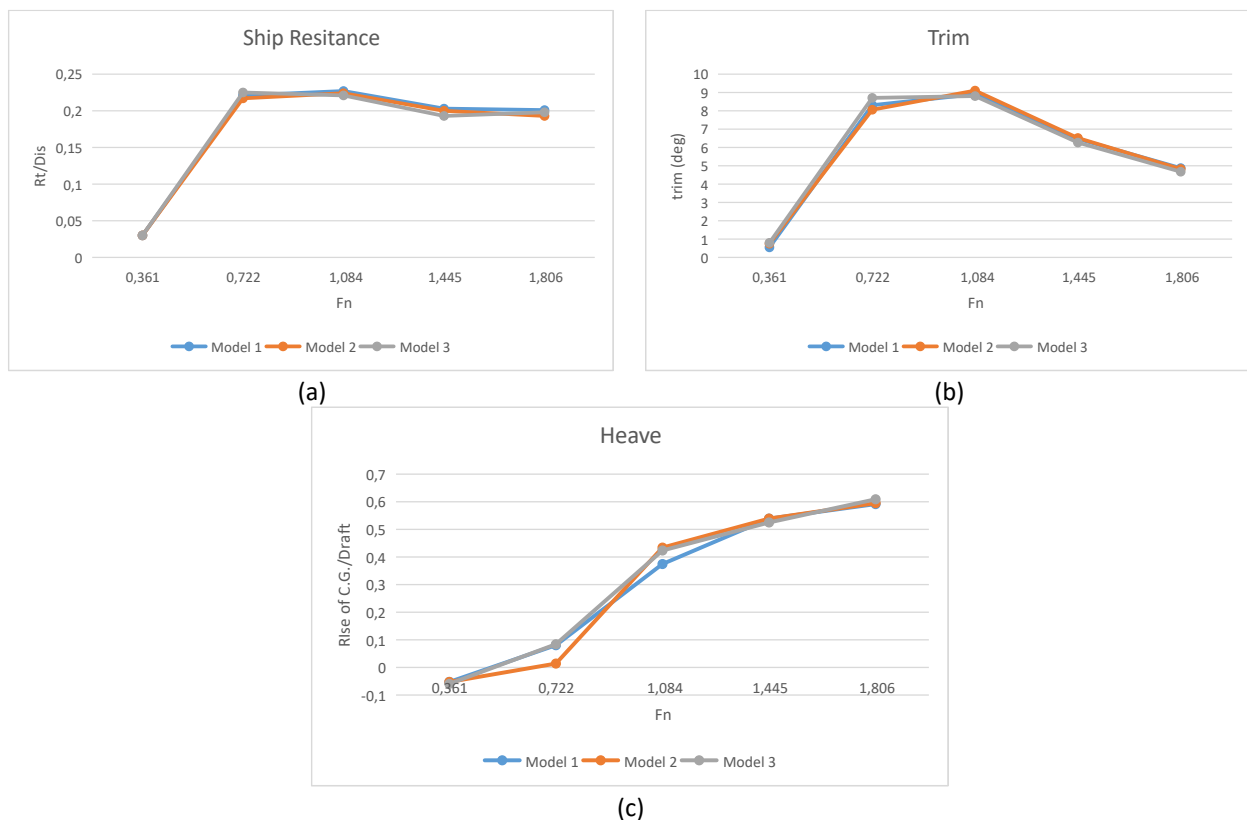 Ship Resitance
0,25
0,2
0,15
0,1
0,05
0
Rt/Dis
0,361 0,722 1,084 1,445 1,806
Fn
Model 1 Model 2 Model 3
(a)
Trim
10
9
8
7
6
5
4
3
2
1
0
trim (deg)
0,361 0,722 1,084 1,445 1,806
Fn
Model 1 Model 2 Model 3
(b)
Heave
0,7
0,6
0,5
0,4
0,3
0,2
0,1
0
-0,1
RIse of C.G./Draft
0,361 0,722 1,084 1,445 1,806
Fn
Model 1 Model 2 Model 3
(c)